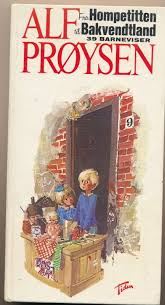 ALF Fra Hompetitten
til Bakvendtland
PRØYSEN 39 BARNEVISER
9